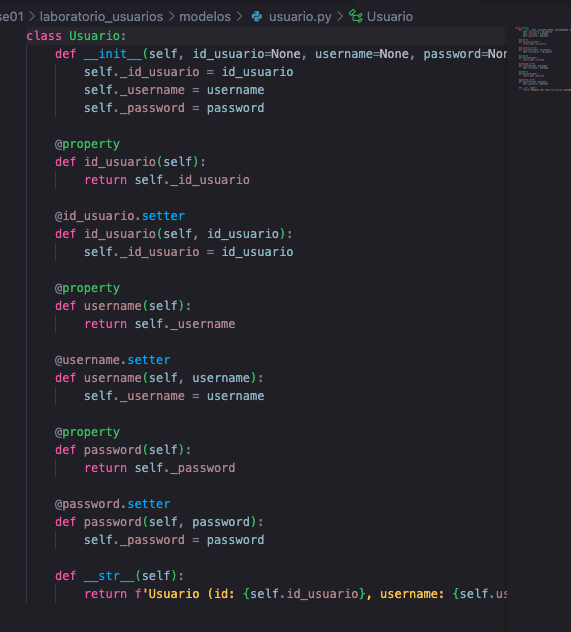 se01 > laboratorio_usuarios > modelos > usuario.py > Usuario
class Usuario:
    def __init__(self, id_usuario=None, username=None, password=Non
        self._id_usuario = id_usuario
        self._username = username
        self._password = password
    @property
    def id_usuario(self):
        return self._id_usuario
    @id_usuario.setter
    def id_usuario(self, id_usuario):
        self._id_usuario = id_usuario
    @property
    def username(self):
        return self._username
    @username.setter
    def username(self, username):
        self._username = username
    @property
    def password(self):
        return self._password
    @password.setter
    def password(self, password):
        self._password = password
    def __str__(self):
        return f'Usuario (id: {self.id_usuario}, username: {self.us